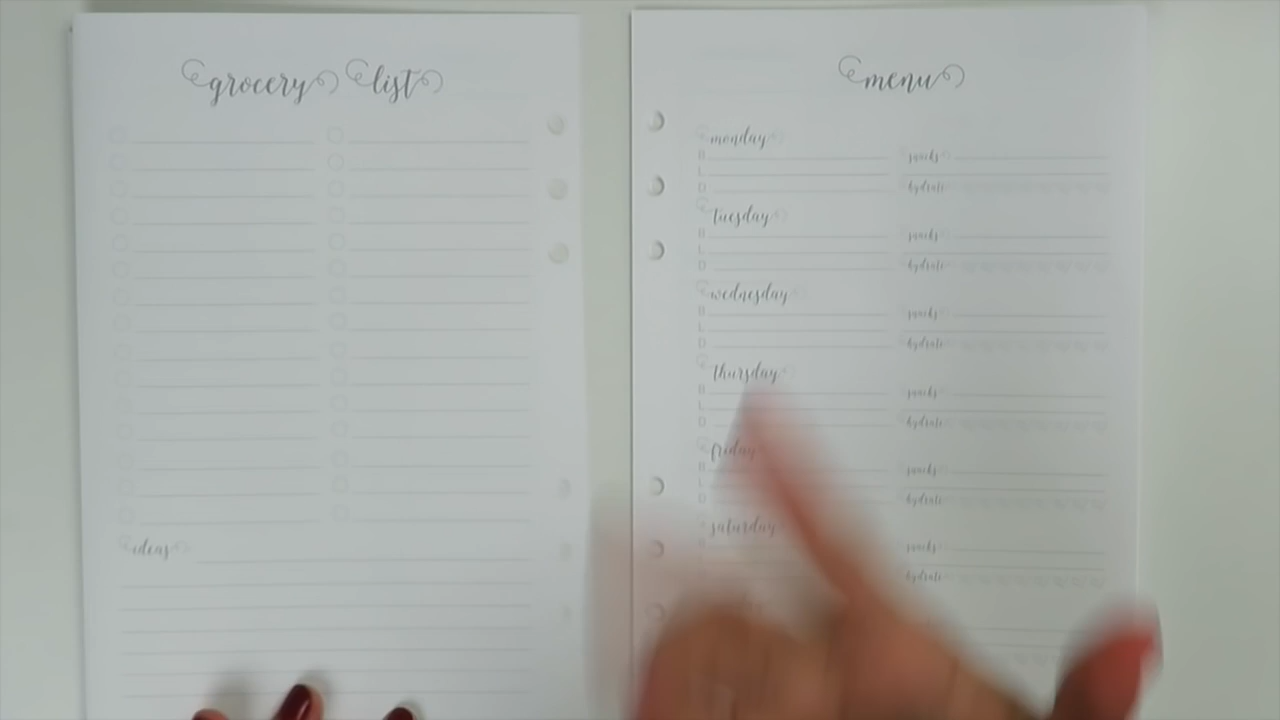 grocery list
ideas
menu
monday
B
L
D
snacks
hydrate
tuesday
B
L
D
snacks
hydrate
wednesday
B
L
D
snacks
hydrate
thursday
B
L
D
snacks
hydrate
friday
B
L
D
snacks
hydrate
saturday
snacks
hydrate